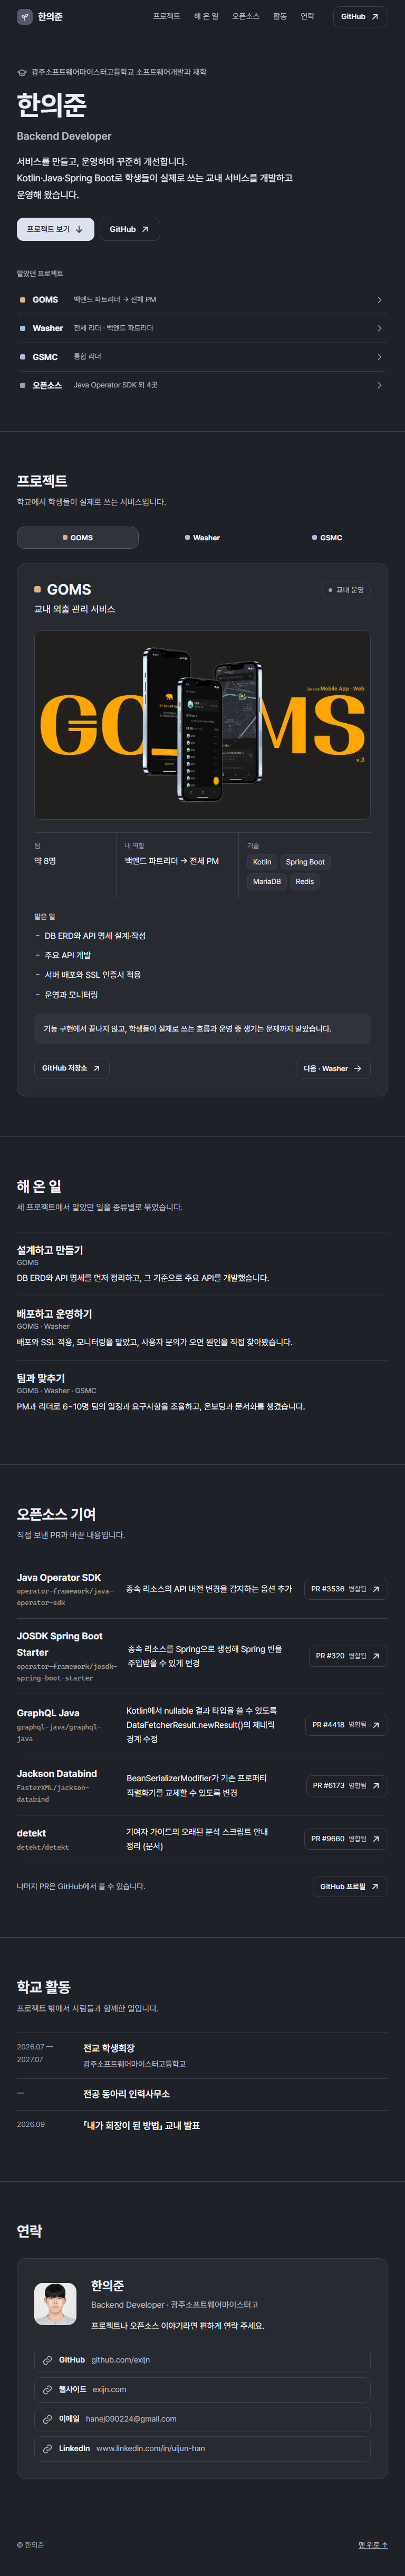 한의준
프로젝트
해 온 일
오픈소스
활동
연락
GitHub
광주소프트웨어마이스터고등학교 소프트웨어개발과 재학
한의준
Backend Developer
서비스를 만들고, 운영하며 꾸준히 개선합니다.
Kotlin·Java·Spring Boot로 학생들이 실제로 쓰는 교내 서비스를 개발하고
운영해 왔습니다.
프로젝트 보기 ↓
GitHub
맡았던 프로젝트
GOMS 백엔드 파트리더 → 전체 PM
Washer 전체 리더 · 백엔드 파트리더
GSMC 통합 리더
오픈소스 Java Operator SDK 외 4곳
프로젝트
학교에서 학생들이 실제로 쓰는 서비스입니다.
GOMS
Washer
GSMC
GOMS
교내 운영
교내 외출 관리 서비스
GOMS
Service Mobile App · Web
v.3
팀
약 8명
내 역할
백엔드 파트리더 → 전체 PM
기술
Kotlin
Spring Boot
MariaDB
Redis
맡은 일
– DB ERD와 API 명세 설계·작성
– 주요 API 개발
– 서버 배포와 SSL 인증서 적용
– 운영과 모니터링
기능 구현에서 끝나지 않고, 학생들이 실제로 쓰는 흐름과 운영 중 생기는 문제까지 맡았습니다.
GitHub 저장소
다음 · Washer →
해 온 일
세 프로젝트에서 맡았던 일을 종류별로 묶었습니다.
설계하고 만들기
GOMS
DB ERD와 API 명세를 먼저 정리하고, 그 기준으로 주요 API를 개발했습니다.
배포하고 운영하기
GOMS · Washer
배포와 SSL 적용, 모니터링을 맡았고, 사용자 문의가 오면 원인을 직접 찾아봤습니다.
팀과 맞추기
GOMS · Washer · GSMC
PM과 리더로 6~10명 팀의 일정과 요구사항을 조율하고, 온보딩과 문서화를 챙겼습니다.
오픈소스 기여
직접 보낸 PR과 바꾼 내용입니다.
Java Operator SDK
operator-framework/java-
operator-sdk
종속 리소스의 API 버전 변경을 감지하는 옵션 추가
PR #3536 병합됨
JOSDK Spring Boot
Starter
operator-framework/josdk-
spring-boot-starter
종속 리소스를 Spring으로 생성해 Spring 빈을
주입받을 수 있게 변경
PR #320 병합됨
GraphQL Java
graphql-java/graphql-
java
Kotlin에서 nullable 결과 타입을 쓸 수 있도록
DataFetcherResult.newResult()의 제네릭
경계 수정
PR #4418 병합됨
Jackson Databind
FasterXML/jackson-
databind
BeanSerializerModifier가 기존 프로퍼티
직렬화기를 교체할 수 있도록 변경
PR #6173 병합됨
detekt
detekt/detekt
기여자 가이드의 오래된 분석 스크립트 안내
정리 (문서)
PR #9660 병합됨
나머지 PR은 GitHub에서 볼 수 있습니다.
GitHub 프로필
학교 활동
프로젝트 밖에서 사람들과 함께한 일입니다.
2026.07 —
2027.07
전교 학생회장
광주소프트웨어마이스터고등학교
—
전공 동아리 인력사무소
2026.09
「내가 회장이 된 방법」 교내 발표
연락
한의준
Backend Developer · 광주소프트웨어마이스터고
프로젝트나 오픈소스 이야기라면 편하게 연락 주세요.
GitHub github.com/exijn
웹사이트 exijn.com
이메일 hanej090224@gmail.com
LinkedIn www.linkedin.com/in/uijun-han
© 한의준
맨 위로 ↑